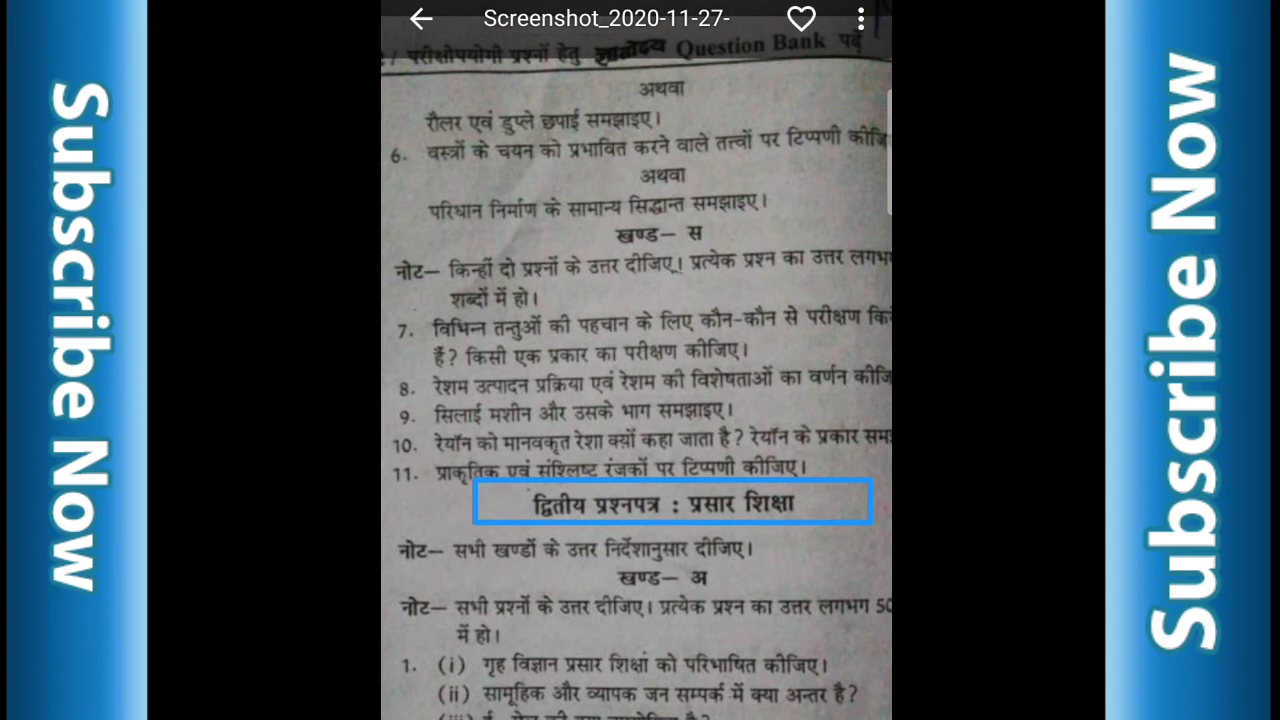 Subscribe Now
Screenshot_2020-11-27-
/ परीक्षोपयोगी प्रश्नों हेतु ज्ञानोदय Question Bank पढ़ें
अथवा
रौलर एवं डुप्ले छपाई समझाइए।
6. वस्त्रों के चयन को प्रभावित करने वाले तत्त्वों पर टिप्पणी कीजि
अथवा
परिधान निर्माण के सामान्य सिद्धान्त समझाइए।
खण्ड– स
नोट– किन्हीं दो प्रश्नों के उत्तर दीजिए। प्रत्येक प्रश्न का उत्तर लगभग
शब्दों में हो।
7. विभिन्न तन्तुओं की पहचान के लिए कौन-कौन से परीक्षण किये
हैं? किसी एक प्रकार का परीक्षण कीजिए।
8. रेशम उत्पादन प्रक्रिया एवं रेशम की विशेषताओं का वर्णन कीजि
9. सिलाई मशीन और उसके भाग समझाइए।
10. रेयॉन को मानवकृत रेशा क्यों कहा जाता है? रेयॉन के प्रकार सम
11. प्राकृतिक एवं संश्लिष्ट रंजकों पर टिप्पणी कीजिए।
द्वितीय प्रश्नपत्र : प्रसार शिक्षा
नोट– सभी खण्डों के उत्तर निर्देशानुसार दीजिए।
खण्ड– अ
नोट– सभी प्रश्नों के उत्तर दीजिए। प्रत्येक प्रश्न का उत्तर लगभग 50
में हो।
1. (i) गृह विज्ञान प्रसार शिक्षा को परिभाषित कीजिए।
(ii) सामूहिक और व्यापक जन सम्पर्क में क्या अन्तर है?
Subscribe Now